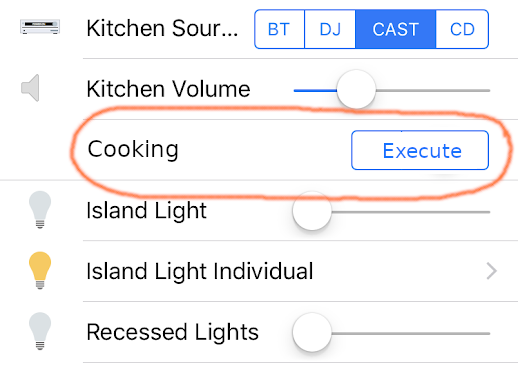 Kitchen Sour... BT DJ CAST CD
Kitchen Volume
Cooking Execute
Island Light
Island Light Individual
Recessed Lights